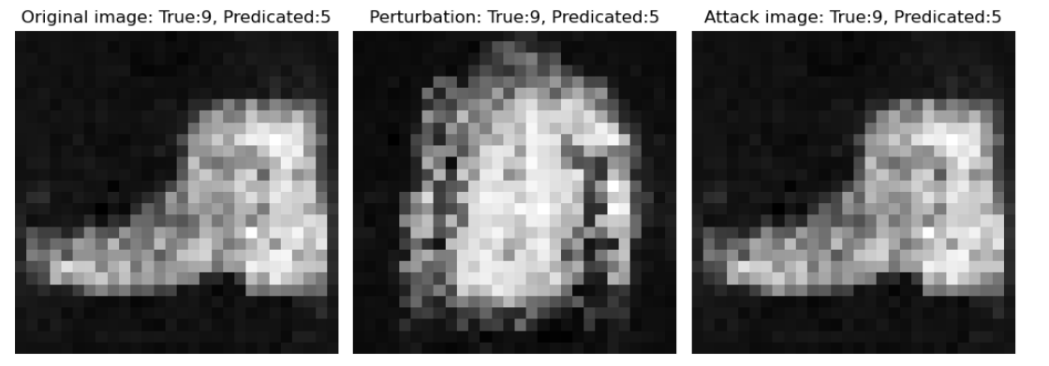 Original image: True:9, Predicated:5
Perturbation: True:9, Predicated:5
Attack image: True:9, Predicated:5